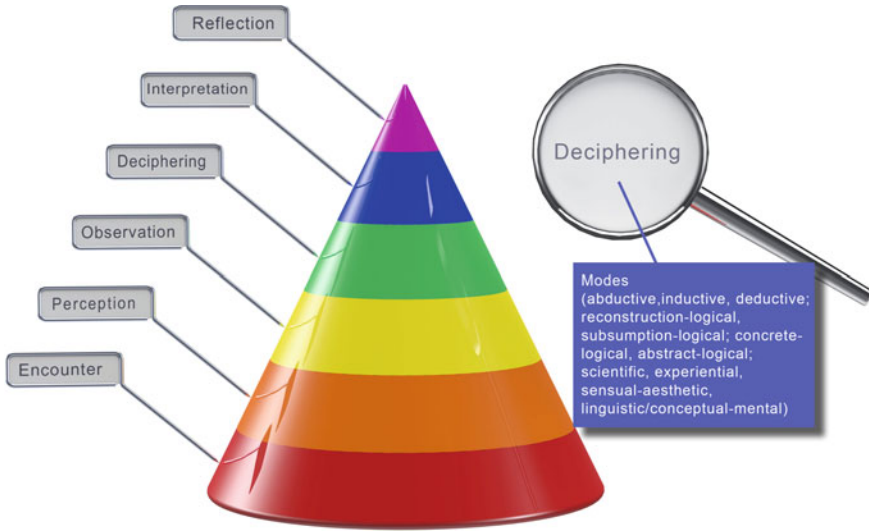 Reflection
Interpretation
Deciphering
Observation
Perception
Encounter
Deciphering
Modes
(abductive,inductive, deductive;
reconstruction-logical,
subsumption-logical; concrete-
logical, abstract-logical;
scientific, experiential,
sensual-aesthetic,
linguistic/conceptual-mental)